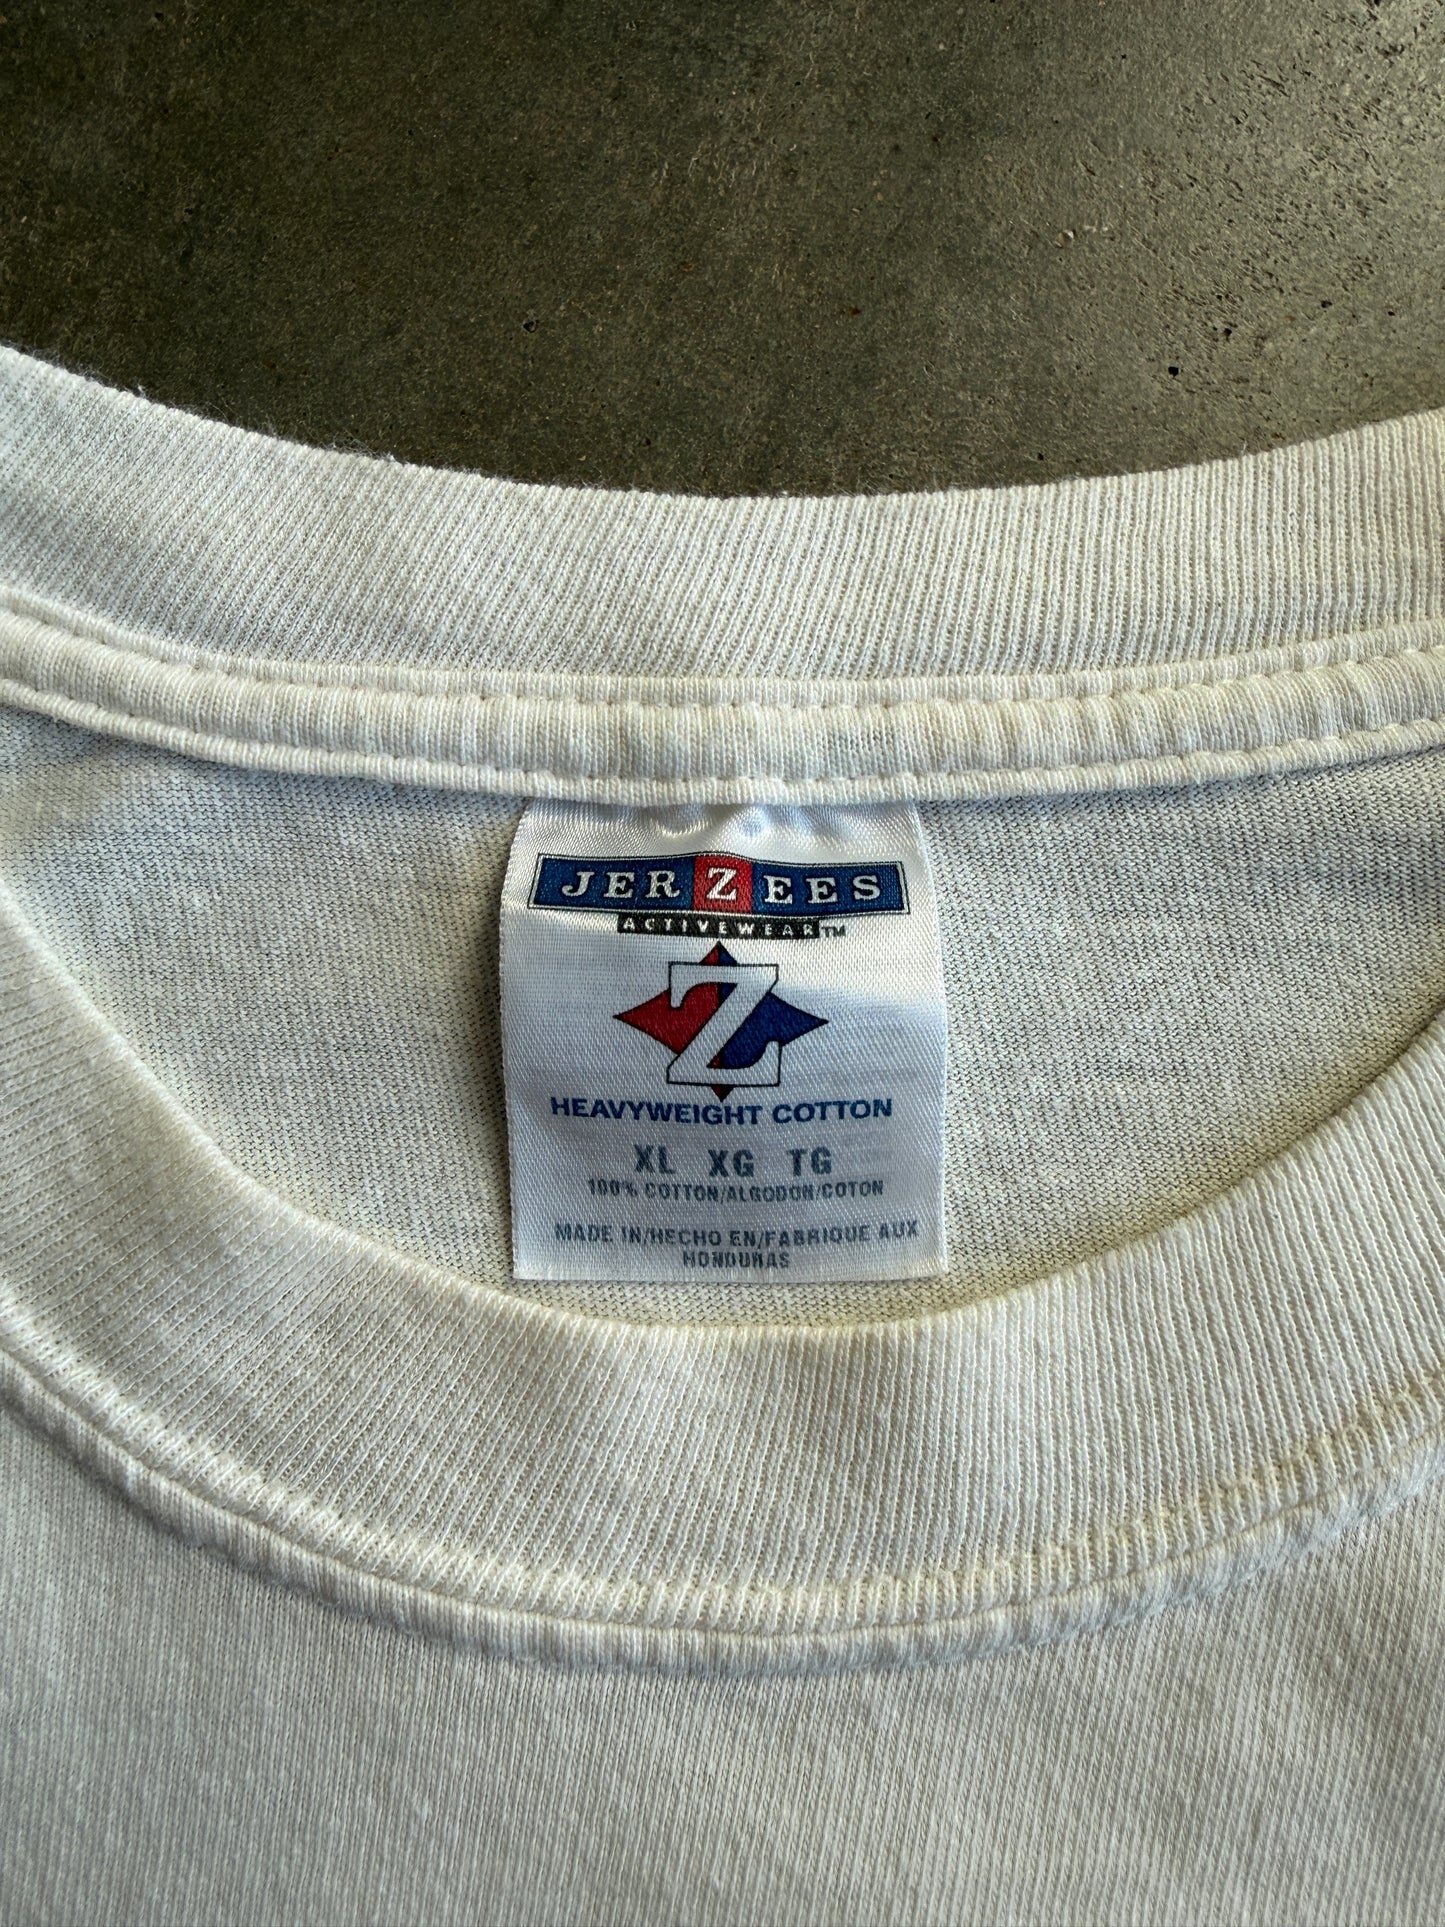 JERZEES
ACTIVEWEAR™
Z
HEAVYWEIGHT COTTON
XL XG TG
100% COTTON/ALGODON/COTON
MADE IN/HECHO EN/FABRIQUE AUX
HONDURAS